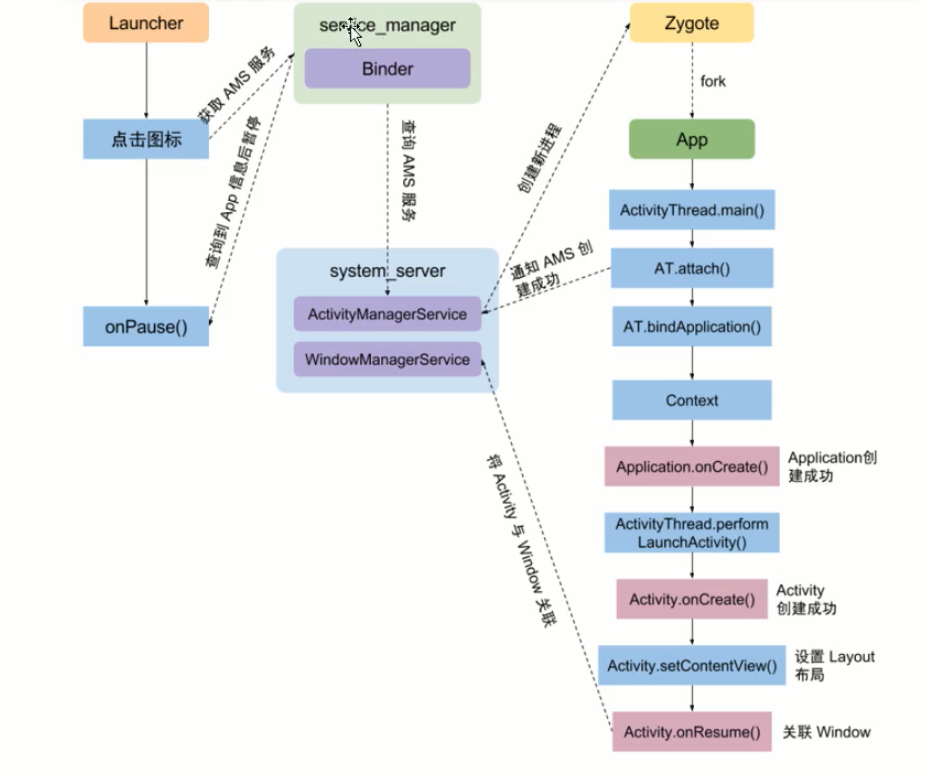 Launcher
点击图标
onPause()
获取 AMS 服务
查询到 App 信息后暂停
service_manager
Binder
查询 AMS 服务
system_server
ActivityManagerService
WindowManagerService
创建新进程
通知 AMS 创
建成功
将 Activity 与 Window 关联
Zygote
fork
App
ActivityThread.main()
AT.attach()
AT.bindApplication()
Context
Application.onCreate()
Application创
建成功
ActivityThread.perform
LaunchActivity()
Activity.onCreate()
Activity
创建成功
Activity.setContentView()
设置 Layout
布局
Activity.onResume()
关联 Window